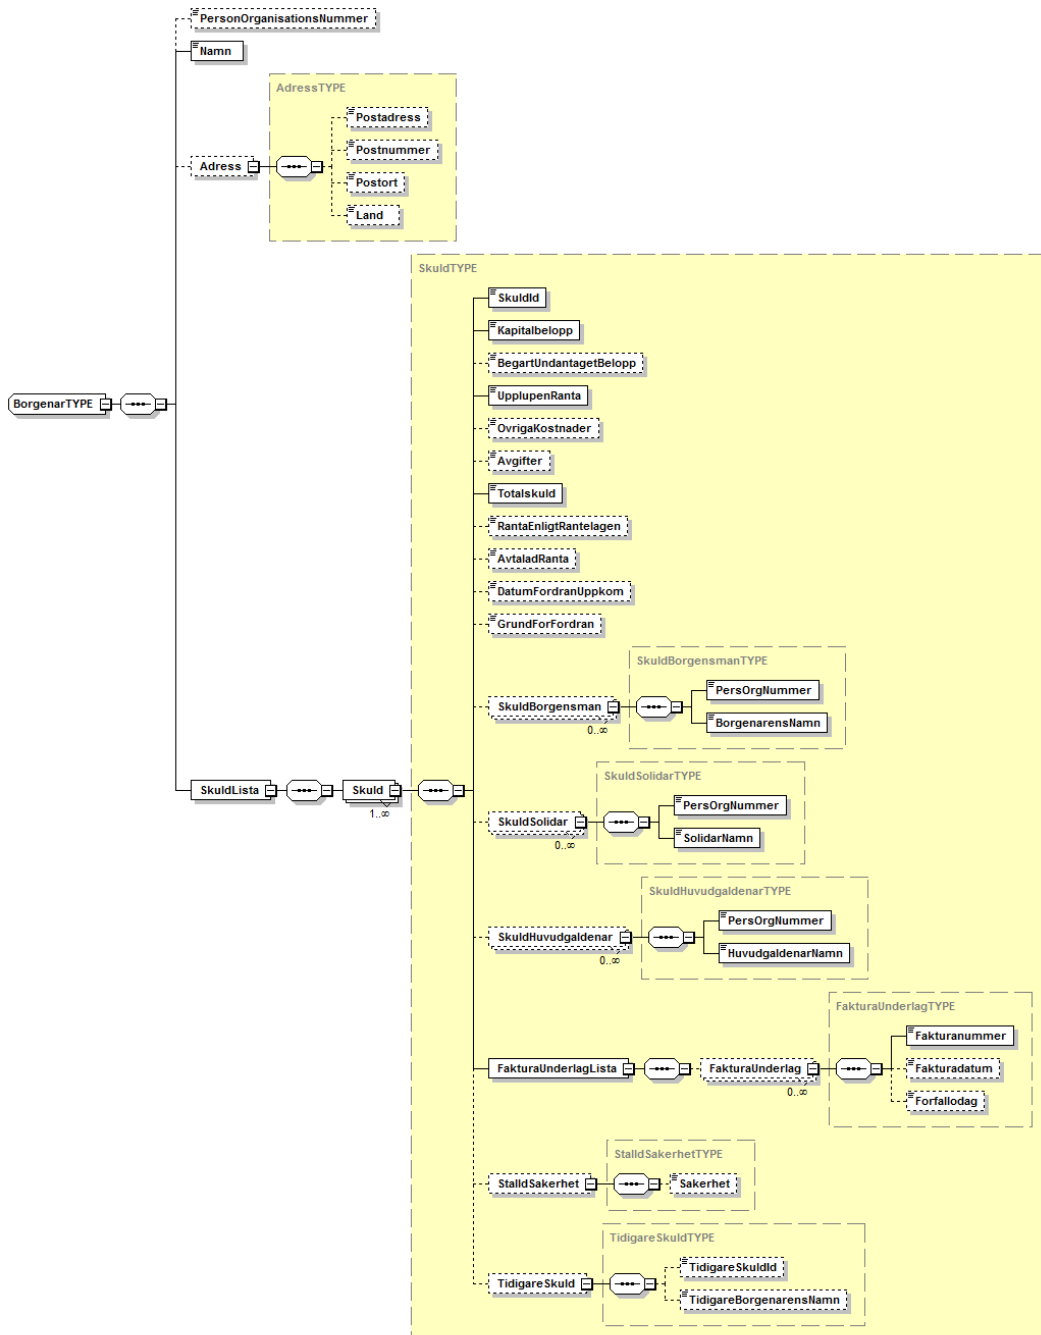 PersonOrganisationsNummer
Namn
AdressTYPE
Postadress
Postnummer
Adress
Postort
Land
SkuldTYPE
SkuldId
Kapitalbelopp
BegartUndantagetBelopp
UpplupenRanta
BorgenarTYPE
OvrigaKostnader
Avgifter
Totalskuld
RantaEnligtRantelagen
AvtaladRanta
DatumFordranUppkom
GrundForFordran
SkuldBorgensmanTYPE
PersOrgNummer
SkuldBorgensman
BorgenarensNamn
0..∞
SkuldSolidarTYPE
SkuldLista
Skuld
1..∞
PersOrgNummer
SkuldSolidar
SolidarNamn
0..∞
SkuldHuvudgaldenarTYPE
PersOrgNummer
SkuldHuvudgaldenar
HuvudgaldenarNamn
0..∞
FakturaUnderlagTYPE
Fakturanummer
FakturaUnderlagLista
FakturaUnderlag
Fakturadatum
0..∞
Forfallodag
StalldSakerhetTYPE
StalldSakerhet
Sakerhet
TidigareSkuldTYPE
TidigareSkuldId
TidigareSkuld
TidigareBorgenarensNamn